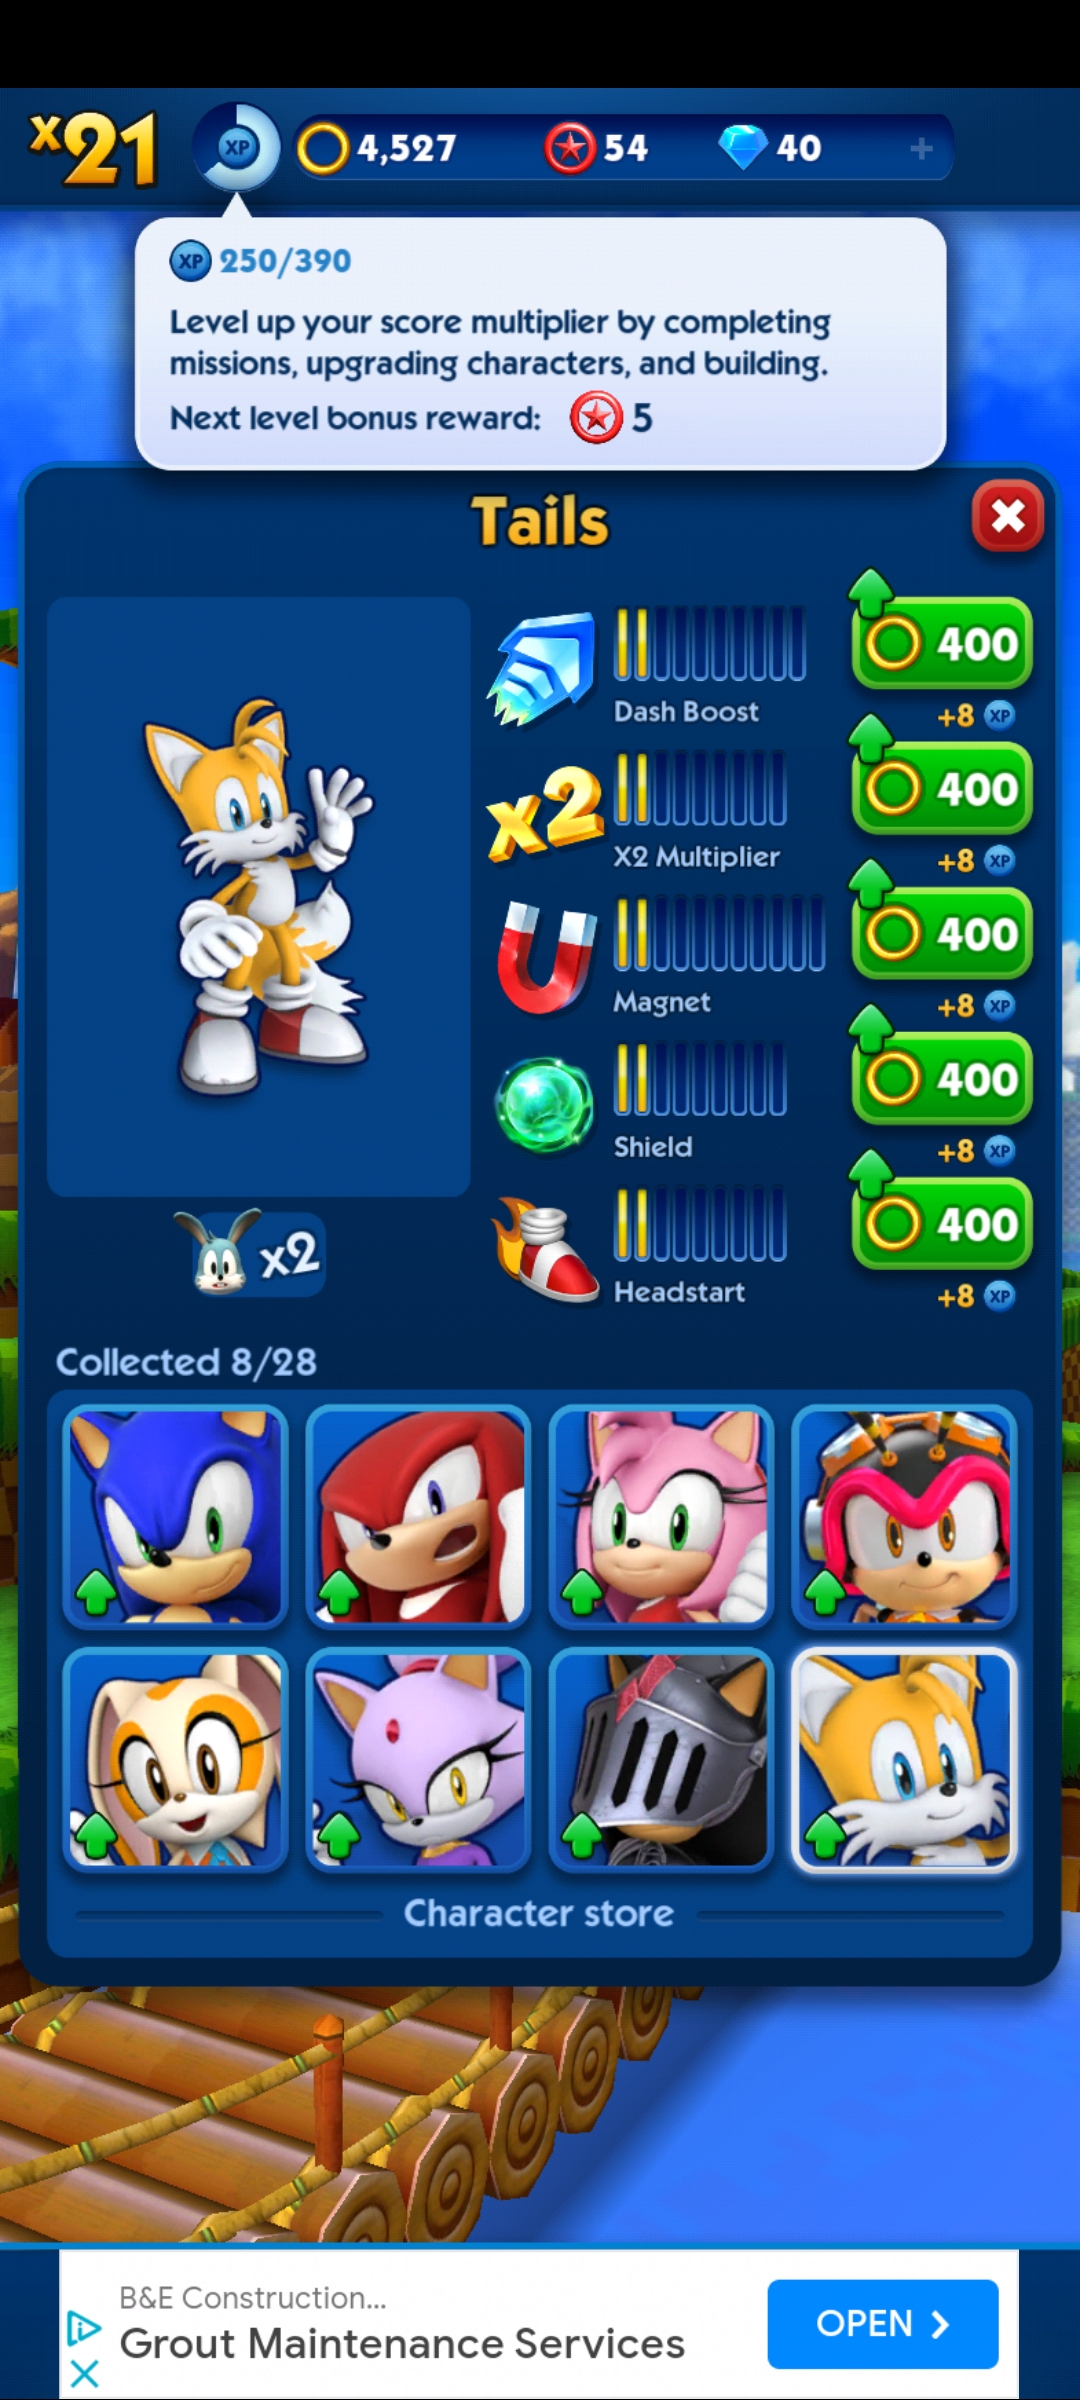 x21
XP
4,527
54
40
+
XP 250/390
Level up your score multiplier by completing
missions, upgrading characters, and building.
Next level bonus reward: 5
Tails
400
Dash Boost
+8 XP
x2
400
X2 Multiplier
+8 XP
400
Magnet
+8 XP
400
Shield
+8 XP
x2
400
Headstart
+8 XP
Collected 8/28
Character store
B&E Construction...
Grout Maintenance Services
OPEN